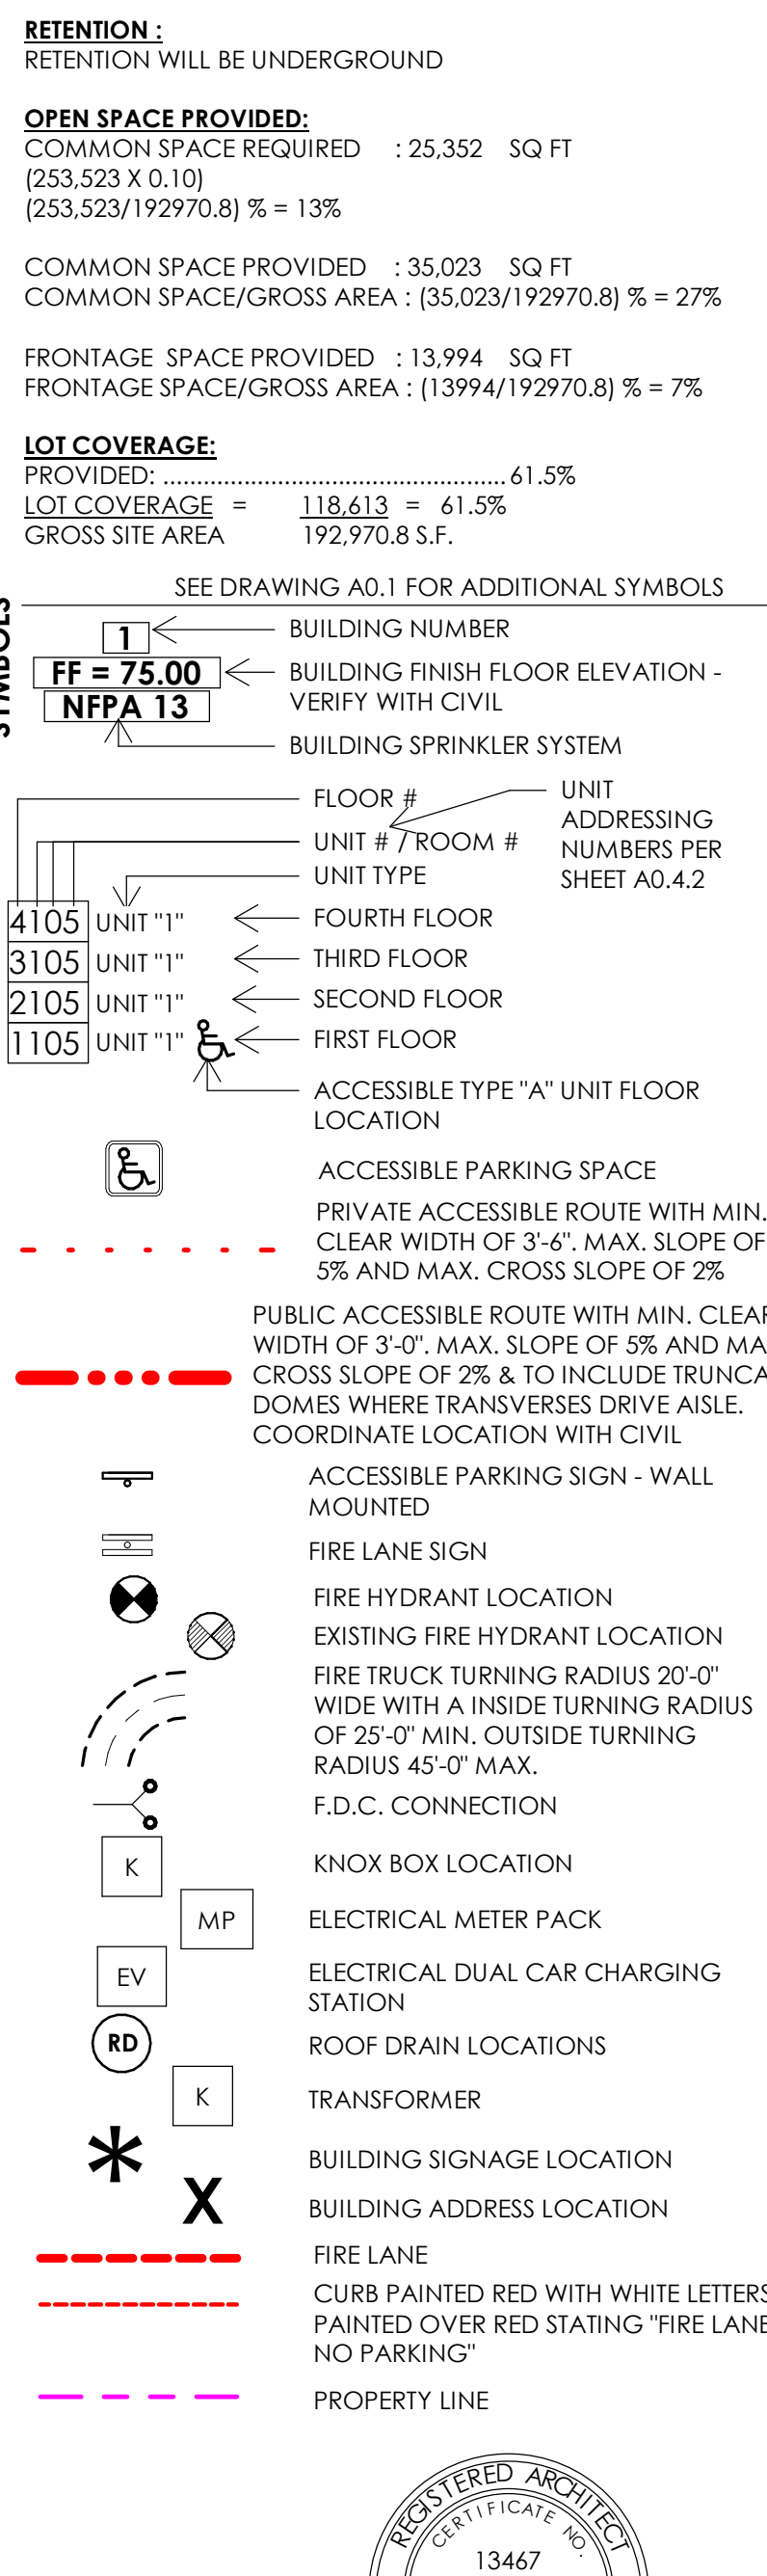 RETENTION :
RETENTION WILL BE UNDERGROUND
OPEN SPACE PROVIDED:
COMMON SPACE REQUIRED : 25,352 SQ FT
(253,523 X 0.10)
(253,523/192970.8) % = 13%
COMMON SPACE PROVIDED : 35,023 SQ FT
COMMON SPACE/GROSS AREA : (35,023/192970.8) % = 27%
FRONTAGE SPACE PROVIDED : 13,994 SQ FT
FRONTAGE SPACE/GROSS AREA : (13994/192970.8) % = 7%
LOT COVERAGE:
PROVIDED: .................................................. 61.5%
LOT COVERAGE = 118,613 = 61.5%
GROSS SITE AREA 192,970.8 S.F.
SYMBOLS
SEE DRAWING A0.1 FOR ADDITIONAL SYMBOLS
1 BUILDING NUMBER
FF = 75.00 BUILDING FINISH FLOOR ELEVATION -
VERIFY WITH CIVIL
NFPA 13
BUILDING SPRINKLER SYSTEM
FLOOR #
UNIT # / ROOM #
UNIT TYPE
UNIT
ADDRESSING
NUMBERS PER
SHEET A0.4.2
4105 UNIT "1" FOURTH FLOOR
3105 UNIT "1" THIRD FLOOR
2105 UNIT "1" SECOND FLOOR
1105 UNIT "1" FIRST FLOOR
ACCESSIBLE TYPE "A" UNIT FLOOR
LOCATION
ACCESSIBLE PARKING SPACE
PRIVATE ACCESSIBLE ROUTE WITH MIN.
CLEAR WIDTH OF 3'-6". MAX. SLOPE OF
5% AND MAX. CROSS SLOPE OF 2%
PUBLIC ACCESSIBLE ROUTE WITH MIN. CLEAR
WIDTH OF 3'-0". MAX. SLOPE OF 5% AND MA
CROSS SLOPE OF 2% & TO INCLUDE TRUNCA
DOMES WHERE TRANSVERSES DRIVE AISLE.
COORDINATE LOCATION WITH CIVIL
ACCESSIBLE PARKING SIGN - WALL
MOUNTED
FIRE LANE SIGN
FIRE HYDRANT LOCATION
EXISTING FIRE HYDRANT LOCATION
FIRE TRUCK TURNING RADIUS 20'-0"
WIDE WITH A INSIDE TURNING RADIUS
OF 25'-0" MIN. OUTSIDE TURNING
RADIUS 45'-0" MAX.
F.D.C. CONNECTION
K KNOX BOX LOCATION
MP ELECTRICAL METER PACK
EV ELECTRICAL DUAL CAR CHARGING
STATION
RD ROOF DRAIN LOCATIONS
K TRANSFORMER
* BUILDING SIGNAGE LOCATION
X BUILDING ADDRESS LOCATION
FIRE LANE
CURB PAINTED RED WITH WHITE LETTERS
PAINTED OVER RED STATING "FIRE LANE
NO PARKING"
PROPERTY LINE
REGISTERED ARCHITECT
CERTIFICATE NO.
13467